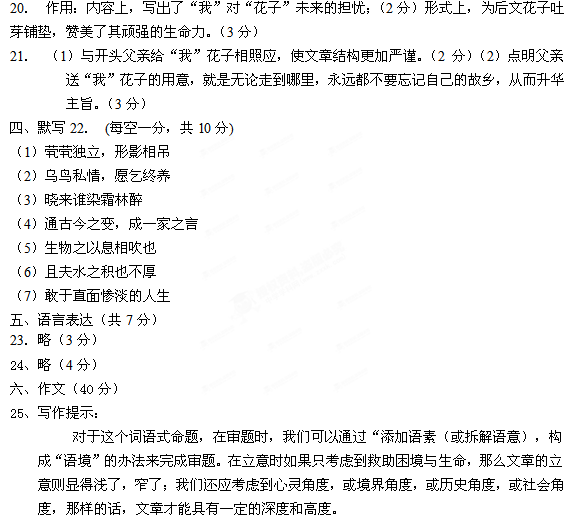 20. 作用：内容上，写出了“我”对“花子”未来的担忧；（2分）形式上，为后文花子吐
芽铺垫，赞美了其顽强的生命力。（3分）
21. （1）与开头父亲给“我”花子相照应，使文章结构更加严谨。（2 分）（2）点明父亲
送“我”花子的用意，就是无论走到哪里，永远都不要忘记自己的故乡，从而升华
主旨。（3分）
四、默写 22. (每空一分，共 10 分)
（1）茕茕独立，形影相吊
（2）乌鸟私情，愿乞终养
（3）晓来谁染霜林醉
（4）通古今之变，成一家之言
（5）生物之以息相吹也
（6）且夫水之积也不厚
（7）敢于直面惨淡的人生
五、语言表达（共 7分）
23. 略（3分）
24、略（4分）
六、作文（40分）
25、写作提示：
对于这个词语式命题，在审题时，我们可以通过“添加语素（或拆解语意），构
成“语境”的办法来完成审题。在立意时如果只考虑到救助困境与生命，那么文章的立
意则显得浅了，窄了；我们还应考虑到心灵角度，或境界角度，或历史角度，或社会角
度，那样的话，文章才能具有一定的深度和高度。